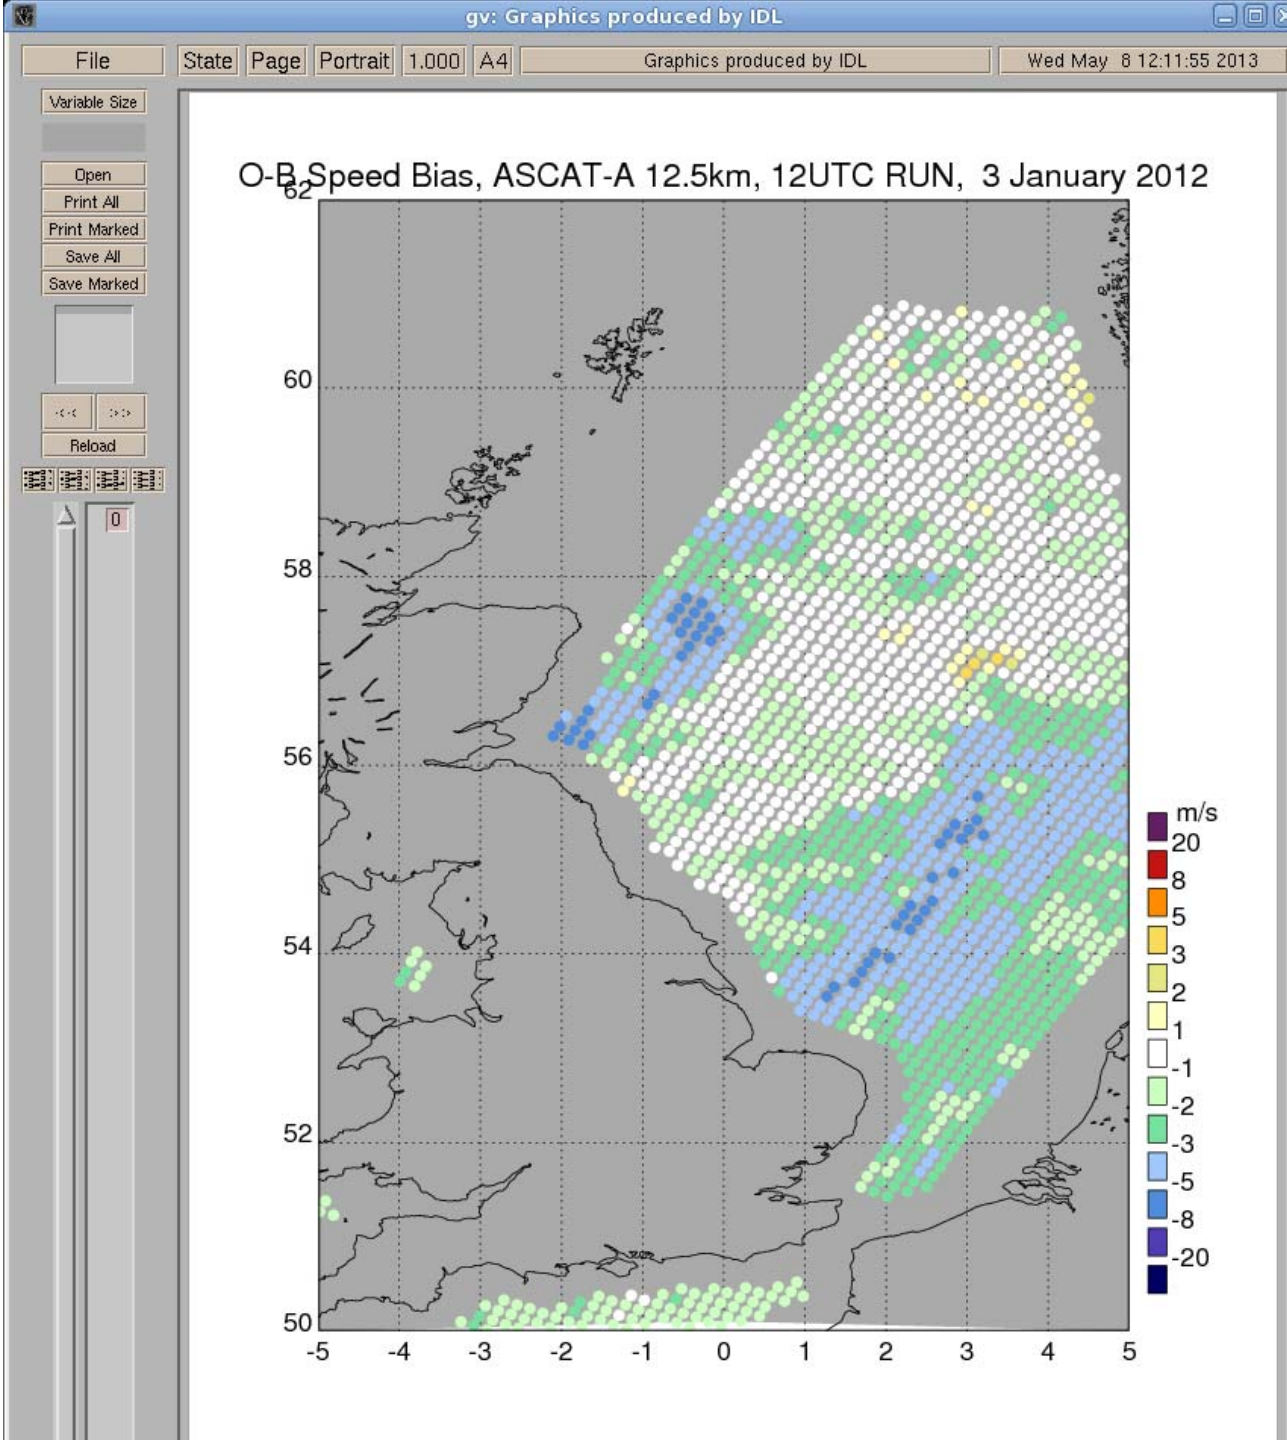 gv: Graphics produced by IDL
File State Page Portrait 1.000 A4 Graphics produced by IDL Wed May 8 12:11:55 2013
Variable Size
Open
Print All
Print Marked
Save All
Save Marked
<< >>
Reload
0
O-B Speed Bias, ASCAT-A 12.5km, 12UTC RUN, 3 January 2012
62
60
58
56
54
52
50
-5 -4 -3 -2 -1 0 1 2 3 4 5
m/s
20
8
5
3
2
1
-1
-2
-3
-5
-8
-20